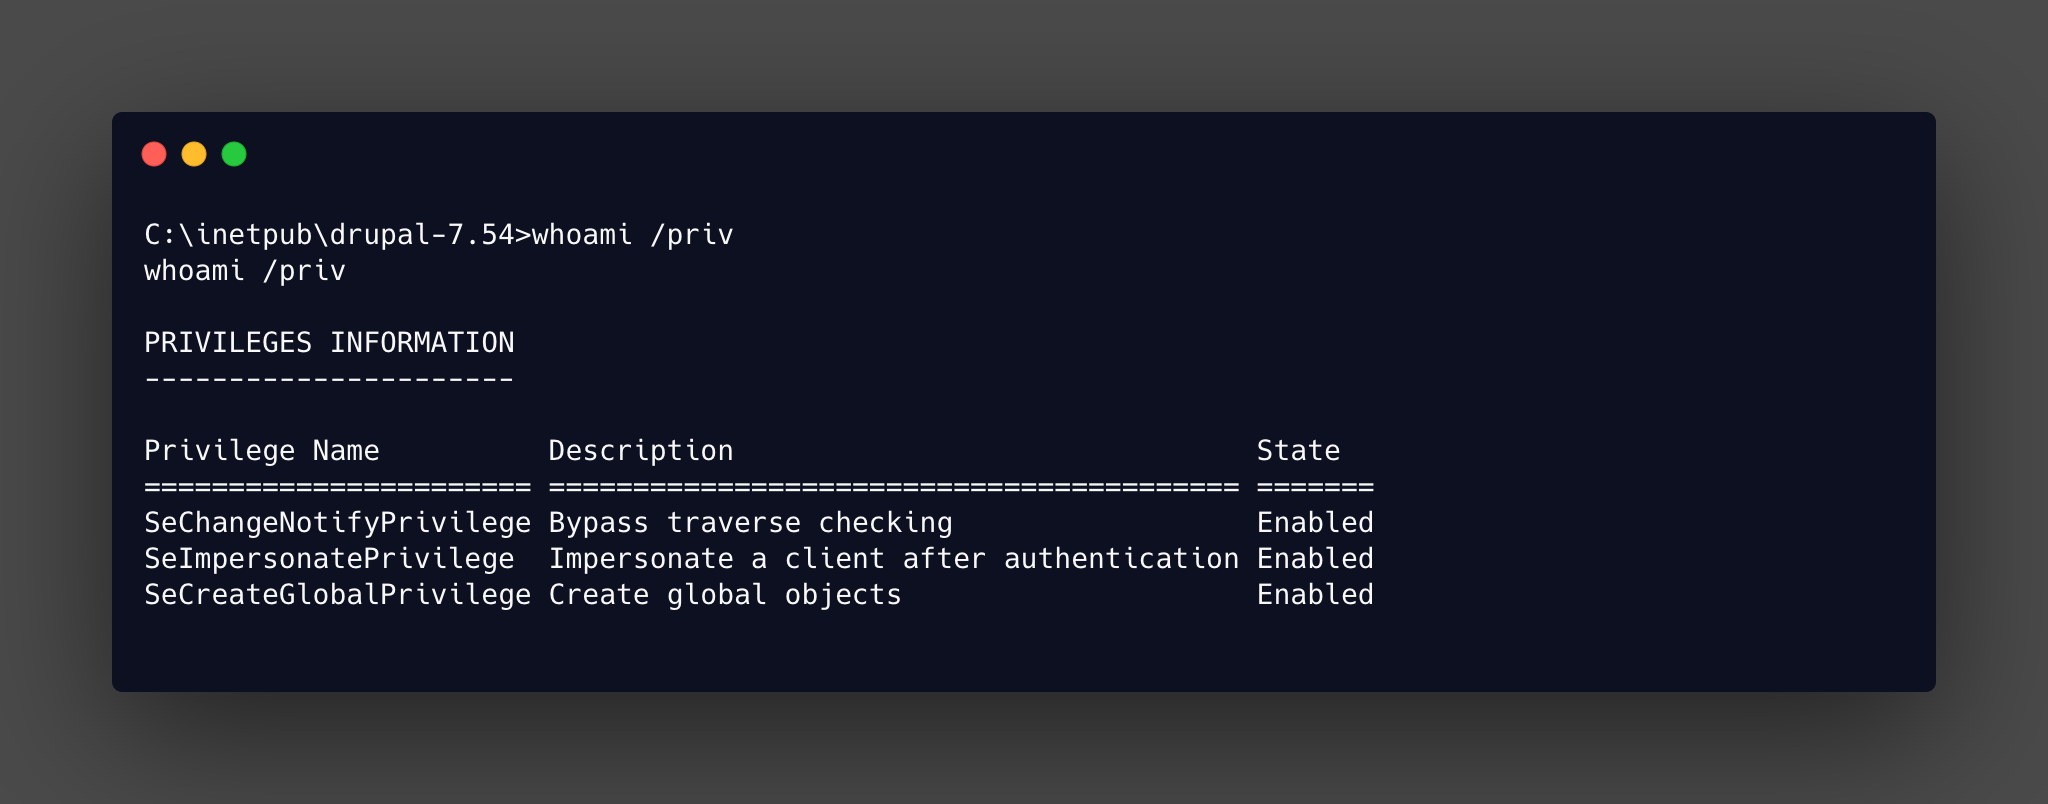 C:\inetpub\drupal-7.54>whoami /priv
whoami /priv
PRIVILEGES INFORMATION
----------------------
Privilege Name          Description                               State
======================= ========================================= =======
SeChangeNotifyPrivilege Bypass traverse checking                  Enabled
SeImpersonatePrivilege  Impersonate a client after authentication Enabled
SeCreateGlobalPrivilege Create global objects                     Enabled